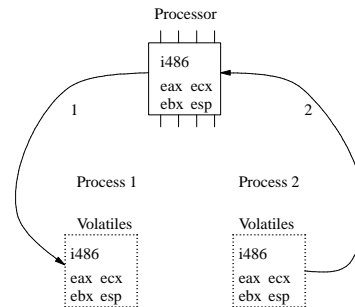 Processor
i486
eax ecx
ebx esp
1
2
Process 1
Process 2
Volatiles
Volatiles
i486
eax ecx
ebx esp
i486
eax ecx
ebx esp